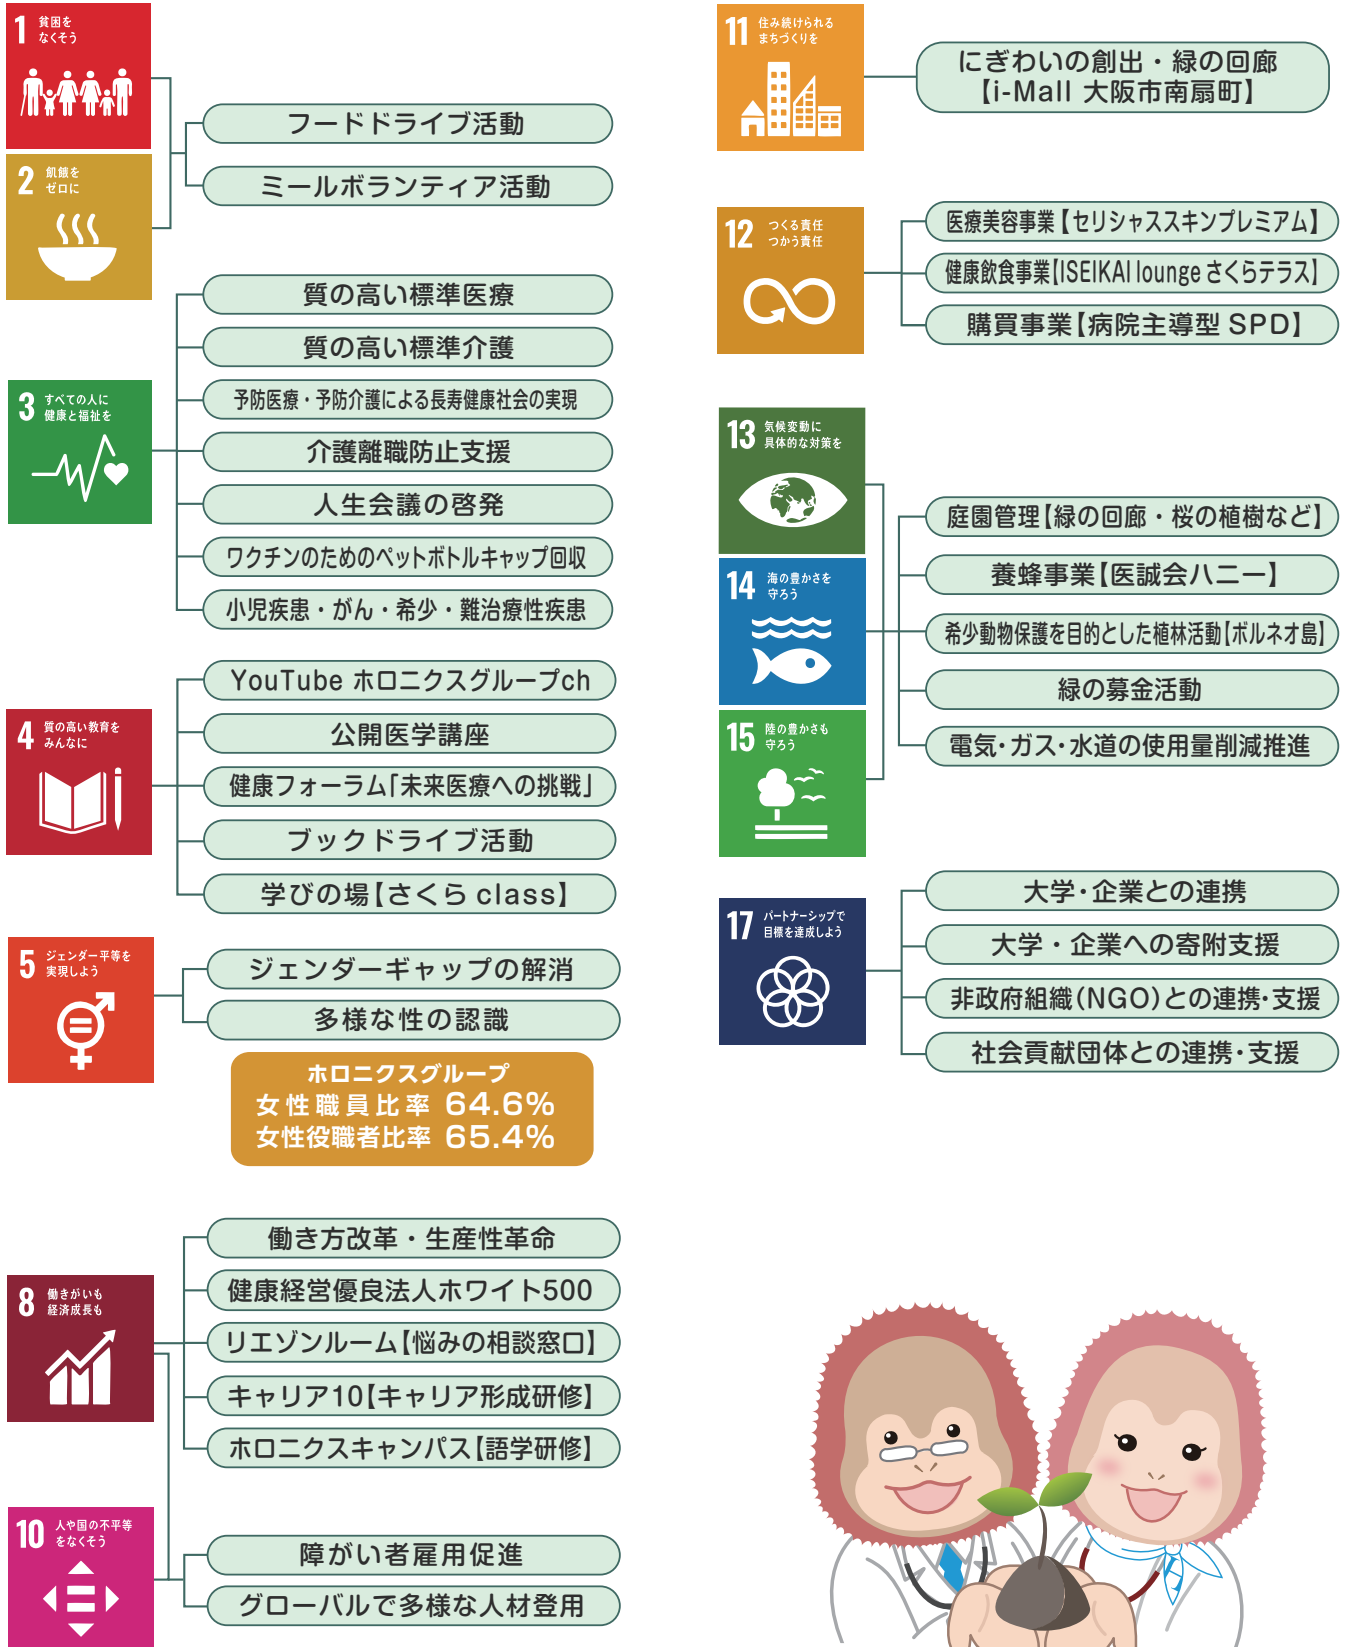 1 貧困を
なくそう
2 飢餓を
ゼロに
フードドライブ活動
ミールボランティア活動
3 すべての人に
健康と福祉を
質の高い標準医療
質の高い標準介護
予防医療・予防介護による長寿健康社会の実現
介護離職防止支援
人生会議の啓発
ワクチンのためのペットボトルキャップ回収
小児疾患・がん・希少・難治療性疾患
4 質の高い教育を
みんなに
YouTube ホロニクスグループch
公開医学講座
健康フォーラム「未来医療への挑戦」
ブックドライブ活動
学びの場【さくら class】
5 ジェンダー平等を
実現しよう
ジェンダーギャップの解消
多様な性の認識
ホロニクスグループ
女性職員比率 64.6%
女性役職者比率 65.4%
8 働きがいも
経済成長も
働き方改革・生産性革命
健康経営優良法人ホワイト500
リエゾンルーム【悩みの相談窓口】
キャリア10【キャリア形成研修】
ホロニクスキャンパス【語学研修】
10 人や国の不平等
をなくそう
障がい者雇用促進
グローバルで多様な人材登用
11 住み続けられる
まちづくりを
にぎわいの創出・緑の回廊
【i-Mall 大阪市南扇町】
12 つくる責任
つかう責任
医療美容事業【セリシャススキンプレミアム】
健康飲食事業【ISEIKAI lounge さくらテラス】
購買事業【病院主導型 SPD】
13 気候変動に
具体的な対策を
14 海の豊かさを
守ろう
15 陸の豊かさも
守ろう
庭園管理【緑の回廊・桜の植樹など】
養蜂事業【医誠会ハニー】
希少動物保護を目的とした植林活動【ボルネオ島】
緑の募金活動
電気・ガス・水道の使用量削減推進
17 パートナーシップで
目標を達成しよう
大学・企業との連携
大学・企業への寄附支援
非政府組織(NGO)との連携・支援
社会貢献団体との連携・支援